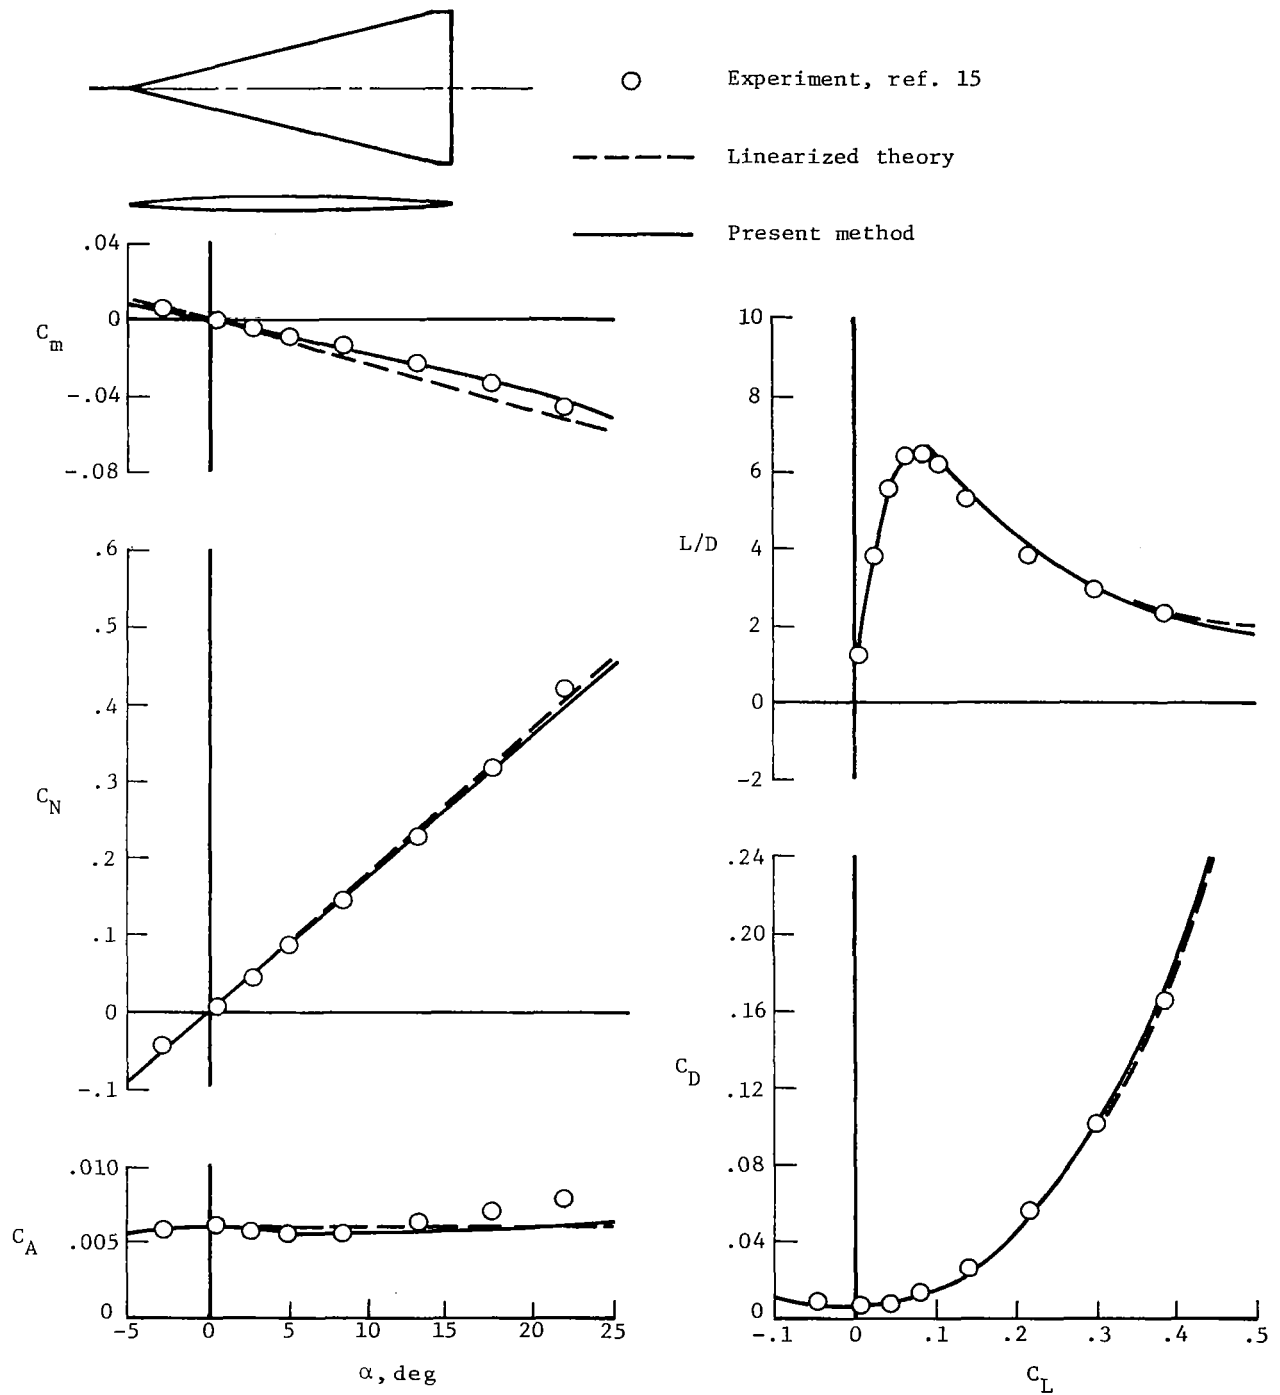 Experiment, ref. 15
Linearized theory
Present method
.04
0
-.04
-.08
C_m
.6
.5
.4
.3
.2
.1
0
-.1
C_N
.010
.005
0
C_A
-5 0 5 10 15 20 25
α, deg
10
8
6
4
2
0
-2
L/D
.24
.20
.16
.12
.08
.04
0
C_D
-.1 0 .1 .2 .3 .4 .5
C_L